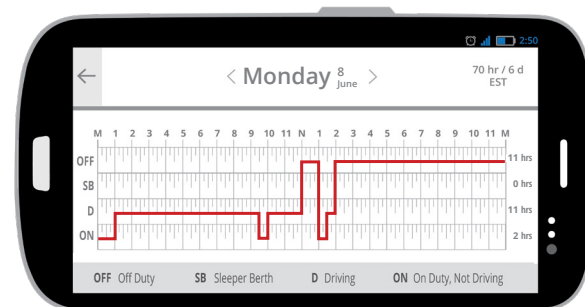 2:50
Monday 8 June
70 hr / 6 d
EST
M 1 2 3 4 5 6 7 8 9 10 11 N 1 2 3 4 5 6 7 8 9 10 11 M
OFF 11 hrs
SB 0 hrs
D 11 hrs
ON 2 hrs
OFF Off Duty SB Sleeper Berth D Driving ON On Duty, Not Driving